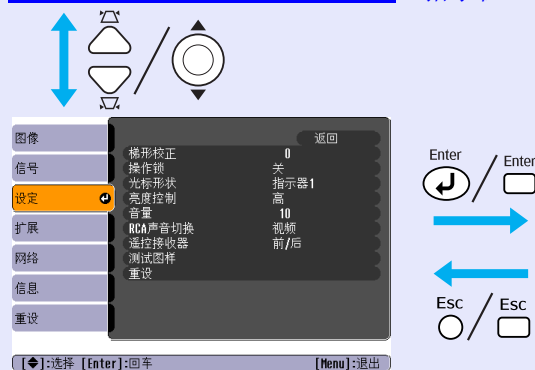 图像
信号
设定
扩展
网络
信息
重设
返回
梯形校正 0
操作锁 关
光标形状 指示器1
亮度控制 高
音量 10
RCA声音切换 视频
遥控接收器 前/后
测试图样
重设
[◆]:选择 [Enter]:回车 [Menu]:退出
Enter
Enter
Esc
Esc